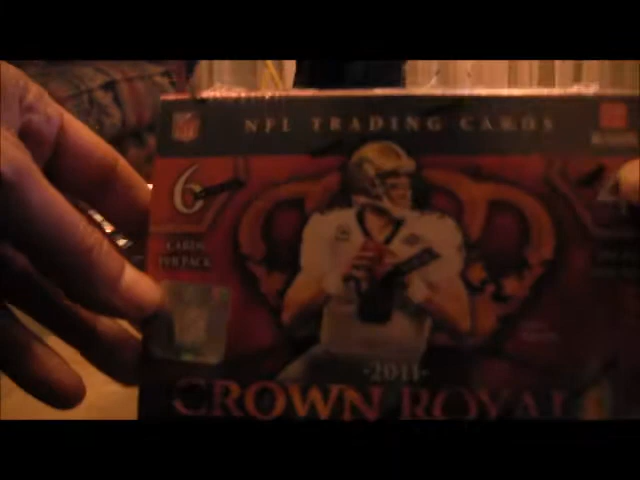 NFL TRADING CARDS
6
CARDS
PER PACK
-2011-
CROWN ROYAL